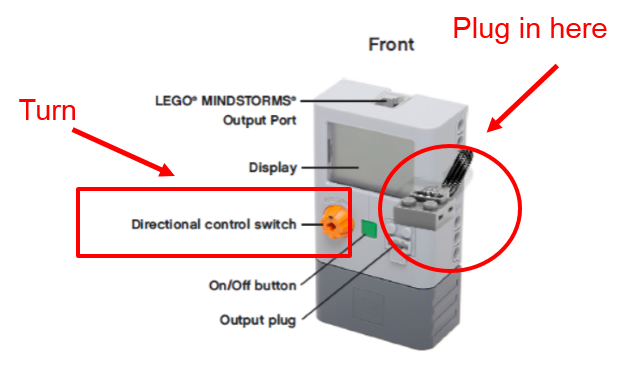 Plug in here
Front
LEGO® MINDSTORMS®
Output Port
Turn
Display
Directional control switch
On/Off button
Output plug